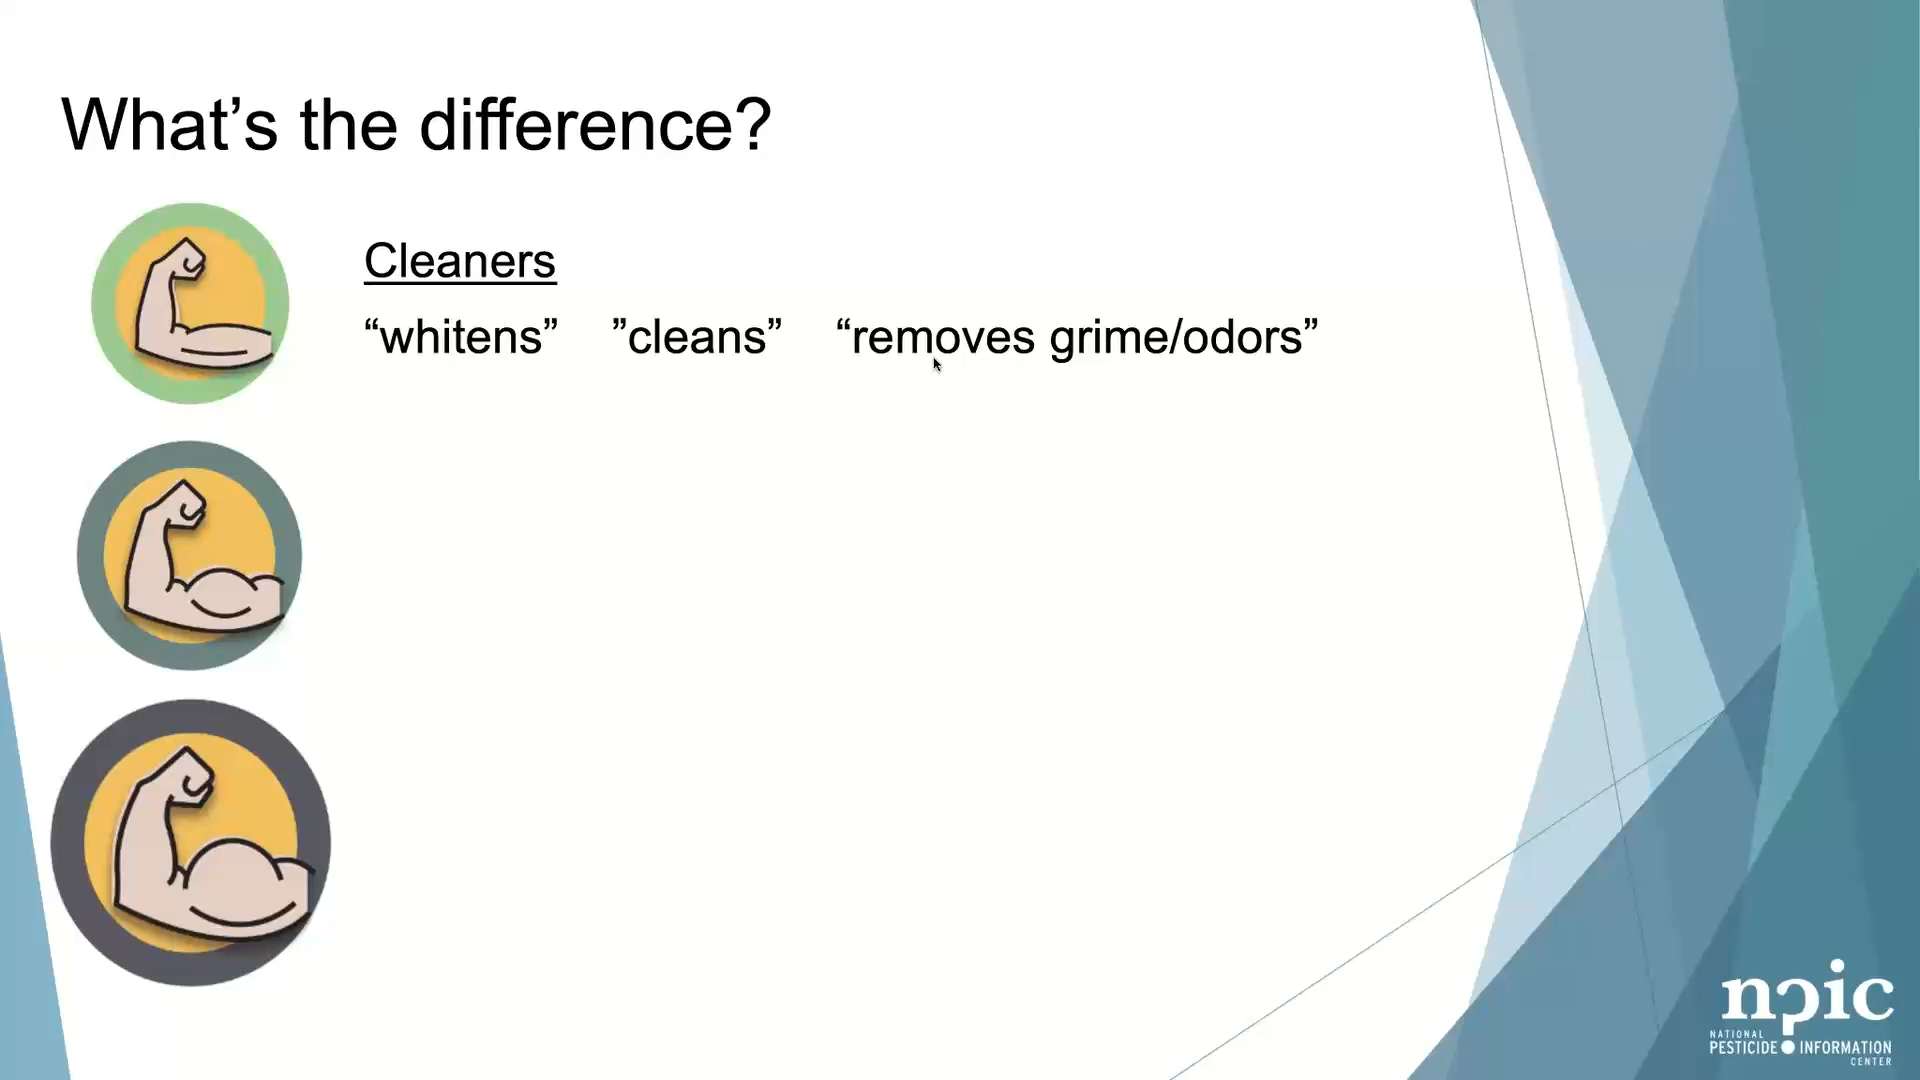 What’s the difference?
Cleaners
“whitens” ”cleans” “removes grime/odors”
npic
NATIONAL
PESTICIDE INFORMATION
CENTER